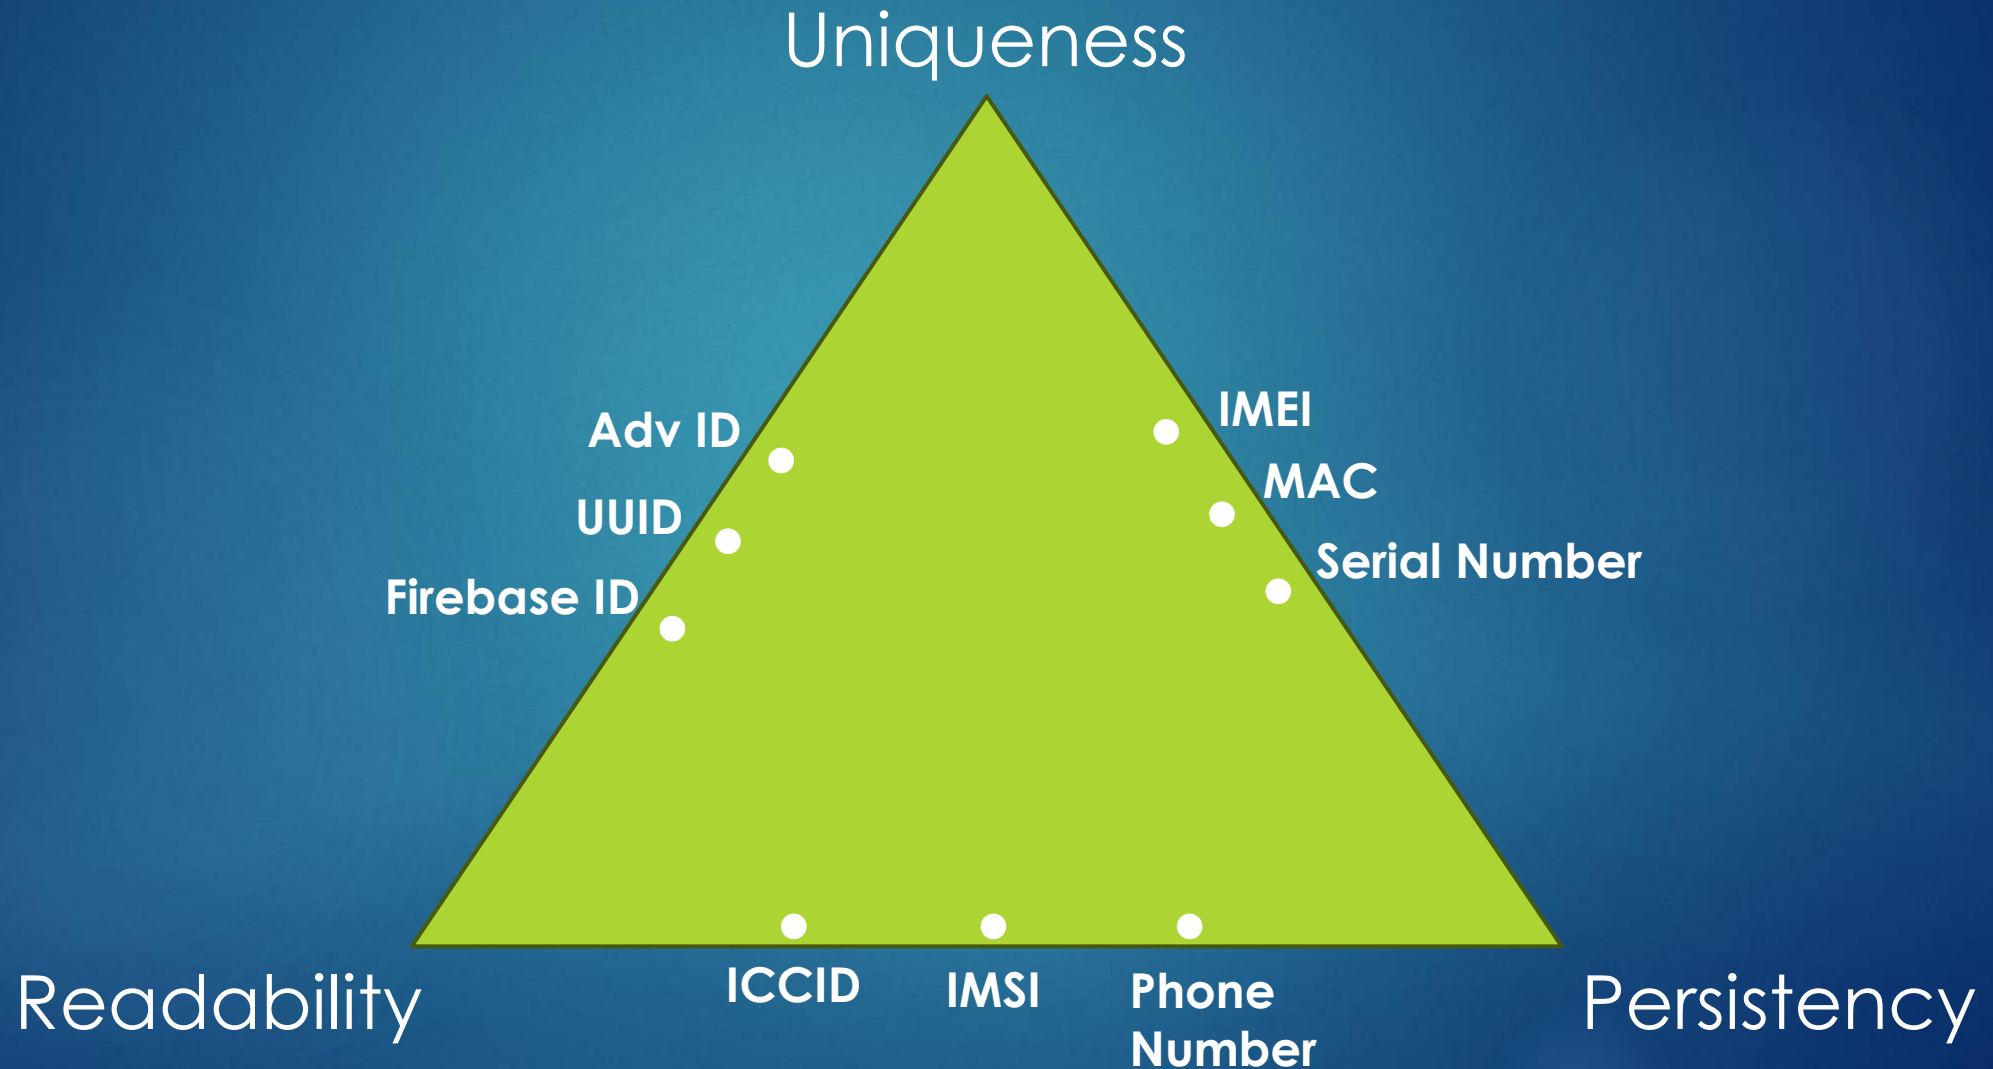 Uniqueness
IMEI
Adv ID
MAC
UUID
Serial Number
Firebase ID
ICCID
IMSI
Phone
Number
Readability
Persistency